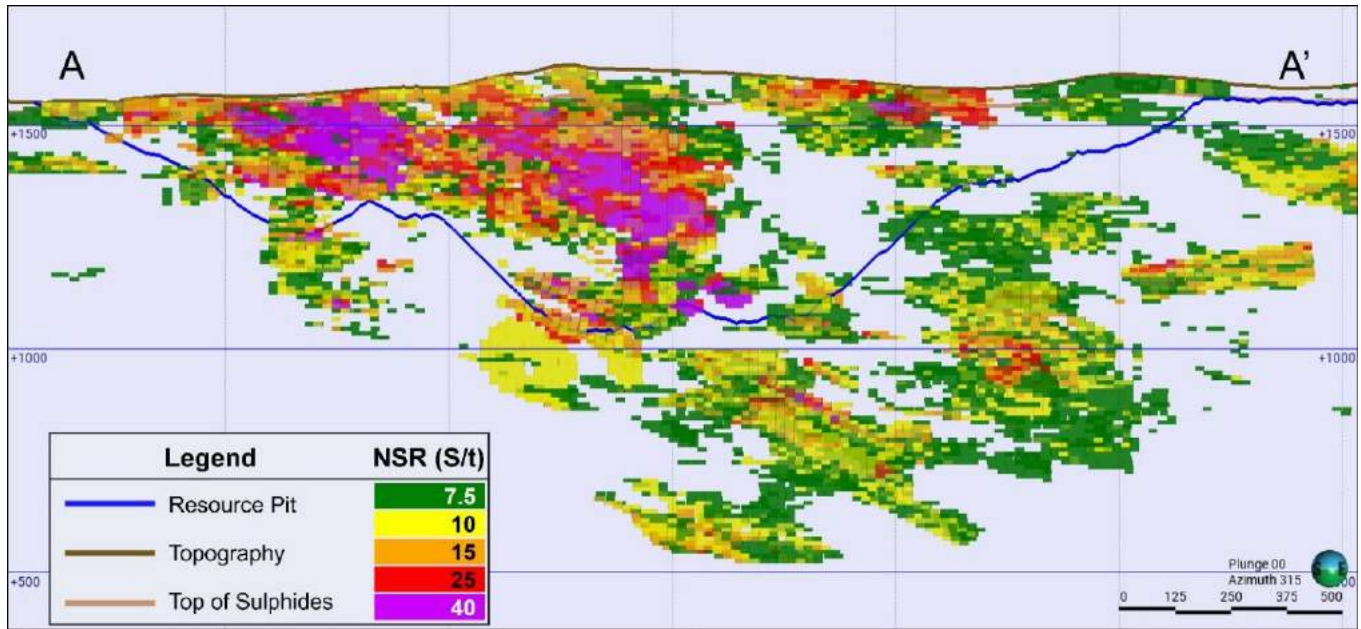 A A'
+1500 +1500
+1000 +1000
+500
Legend NSR (S/t)
Resource Pit
Topography
Top of Sulphides
7.5
10
15
25
40
Plunge 00
Azimuth 315
S E
0 125 250 375 500